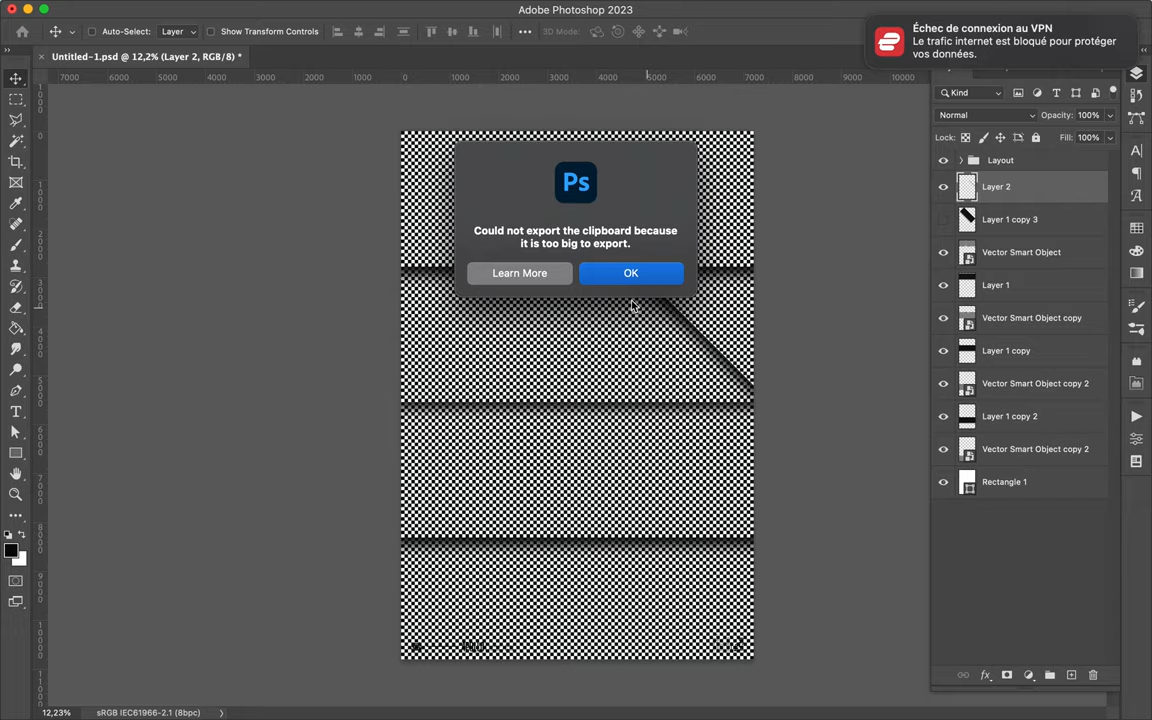 Adobe Photoshop 2023
Échec de connexion au VPN
Le trafic internet est bloqué pour protéger
vos données.
Auto-Select:
Layer
Show Transform Controls
3D Mode:
Untitled-1.psd @ 12,2% (Layer 2, RGB/8) *
7000
6000
5000
4000
3000
2000
1000
0
1000
2000
3000
4000
5000
6000
7000
8000
9000
10000
Kind
Normal
Opacity: 100%
Lock:
Fill: 100%
Layout
Layer 2
Layer 1 copy 3
Vector Smart Object
Layer 1
Vector Smart Object copy
Layer 1 copy
Vector Smart Object copy 2
Layer 1 copy 2
Vector Smart Object copy 2
Rectangle 1
Ps
Could not export the clipboard because
it is too big to export.
Learn More
OK
12,23%
sRGB IEC61966-2.1 (8bpc)